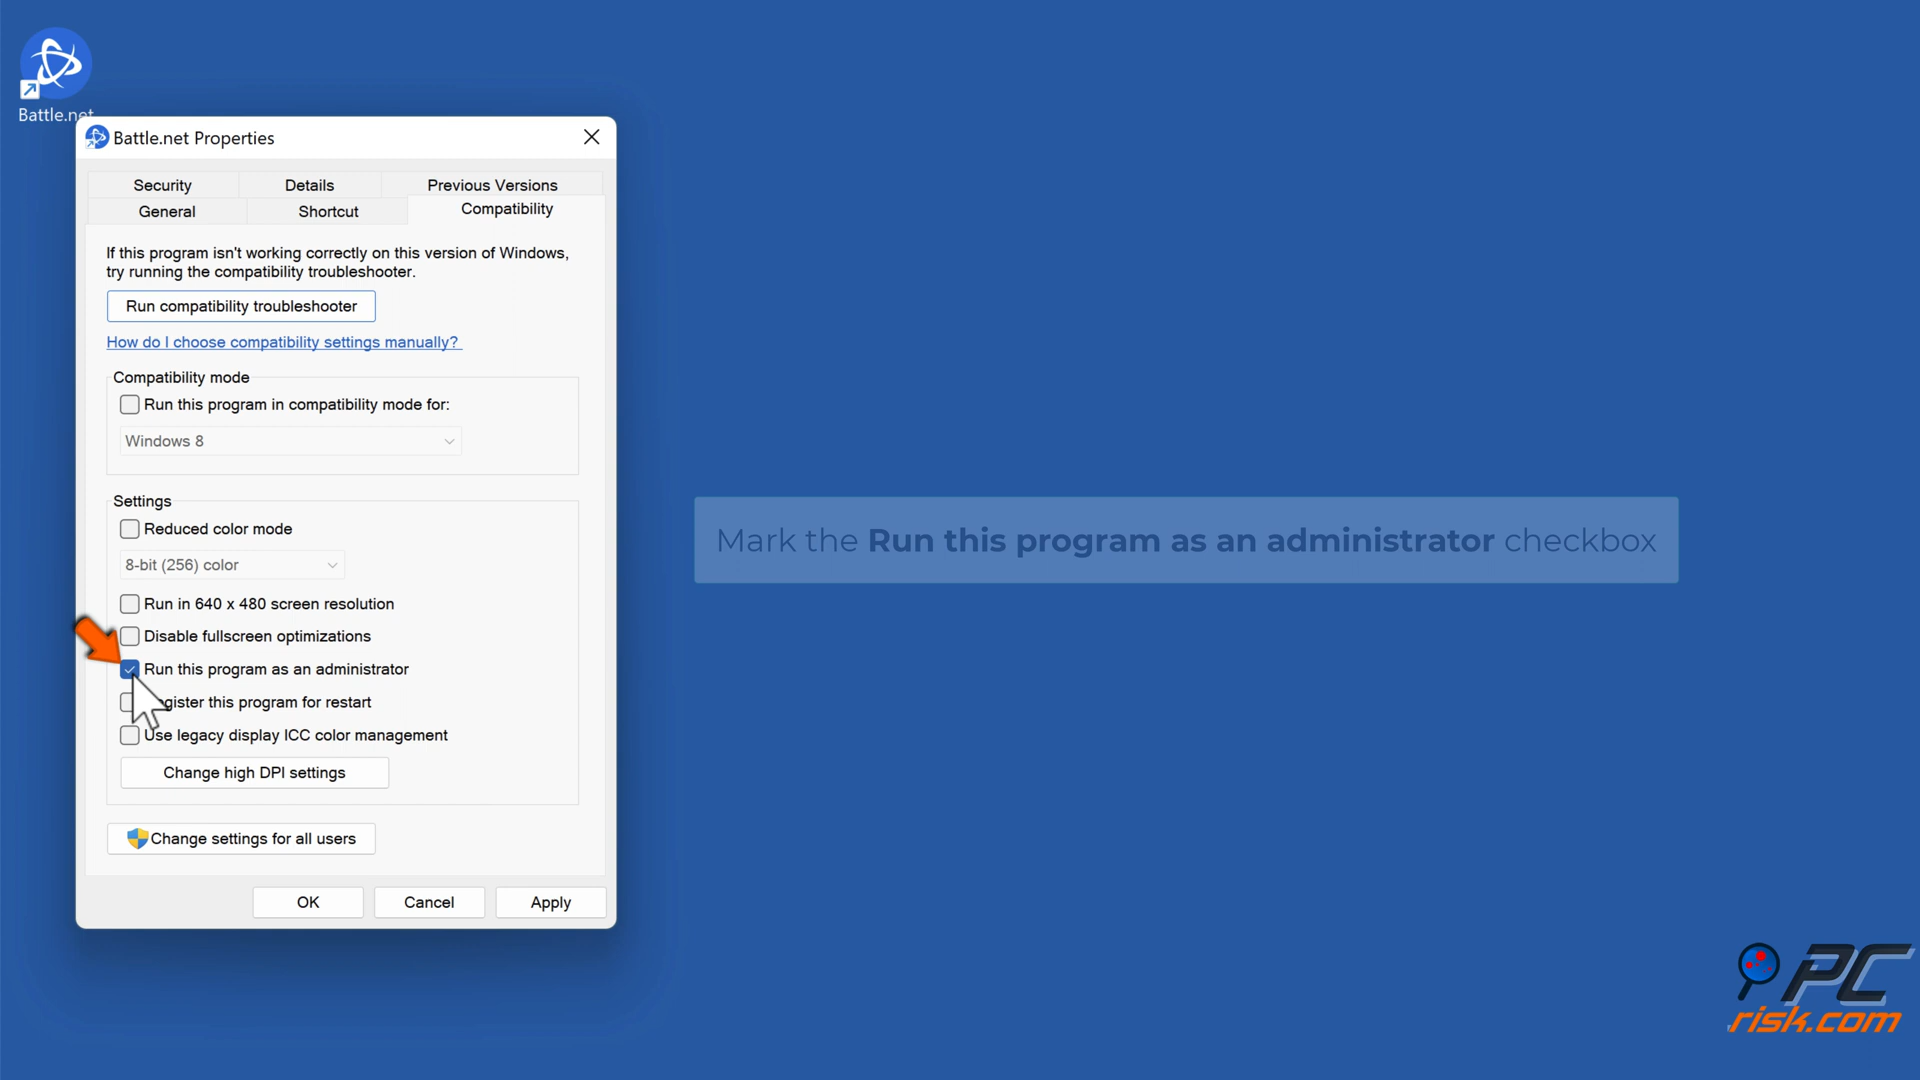 Battle.net
Battle.net Properties
Security Details Previous Versions
General Shortcut Compatibility
If this program isn't working correctly on this version of Windows,
try running the compatibility troubleshooter.
Run compatibility troubleshooter
How do I choose compatibility settings manually?
Compatibility mode
Run this program in compatibility mode for:
Windows 8
Settings
Reduced color mode
8-bit (256) color
Run in 640 x 480 screen resolution
Disable fullscreen optimizations
Run this program as an administrator
gister this program for restart
Use legacy display ICC color management
Change high DPI settings
Change settings for all users
OK Cancel Apply
Mark the Run this program as an administrator checkbox
PC
risk.com